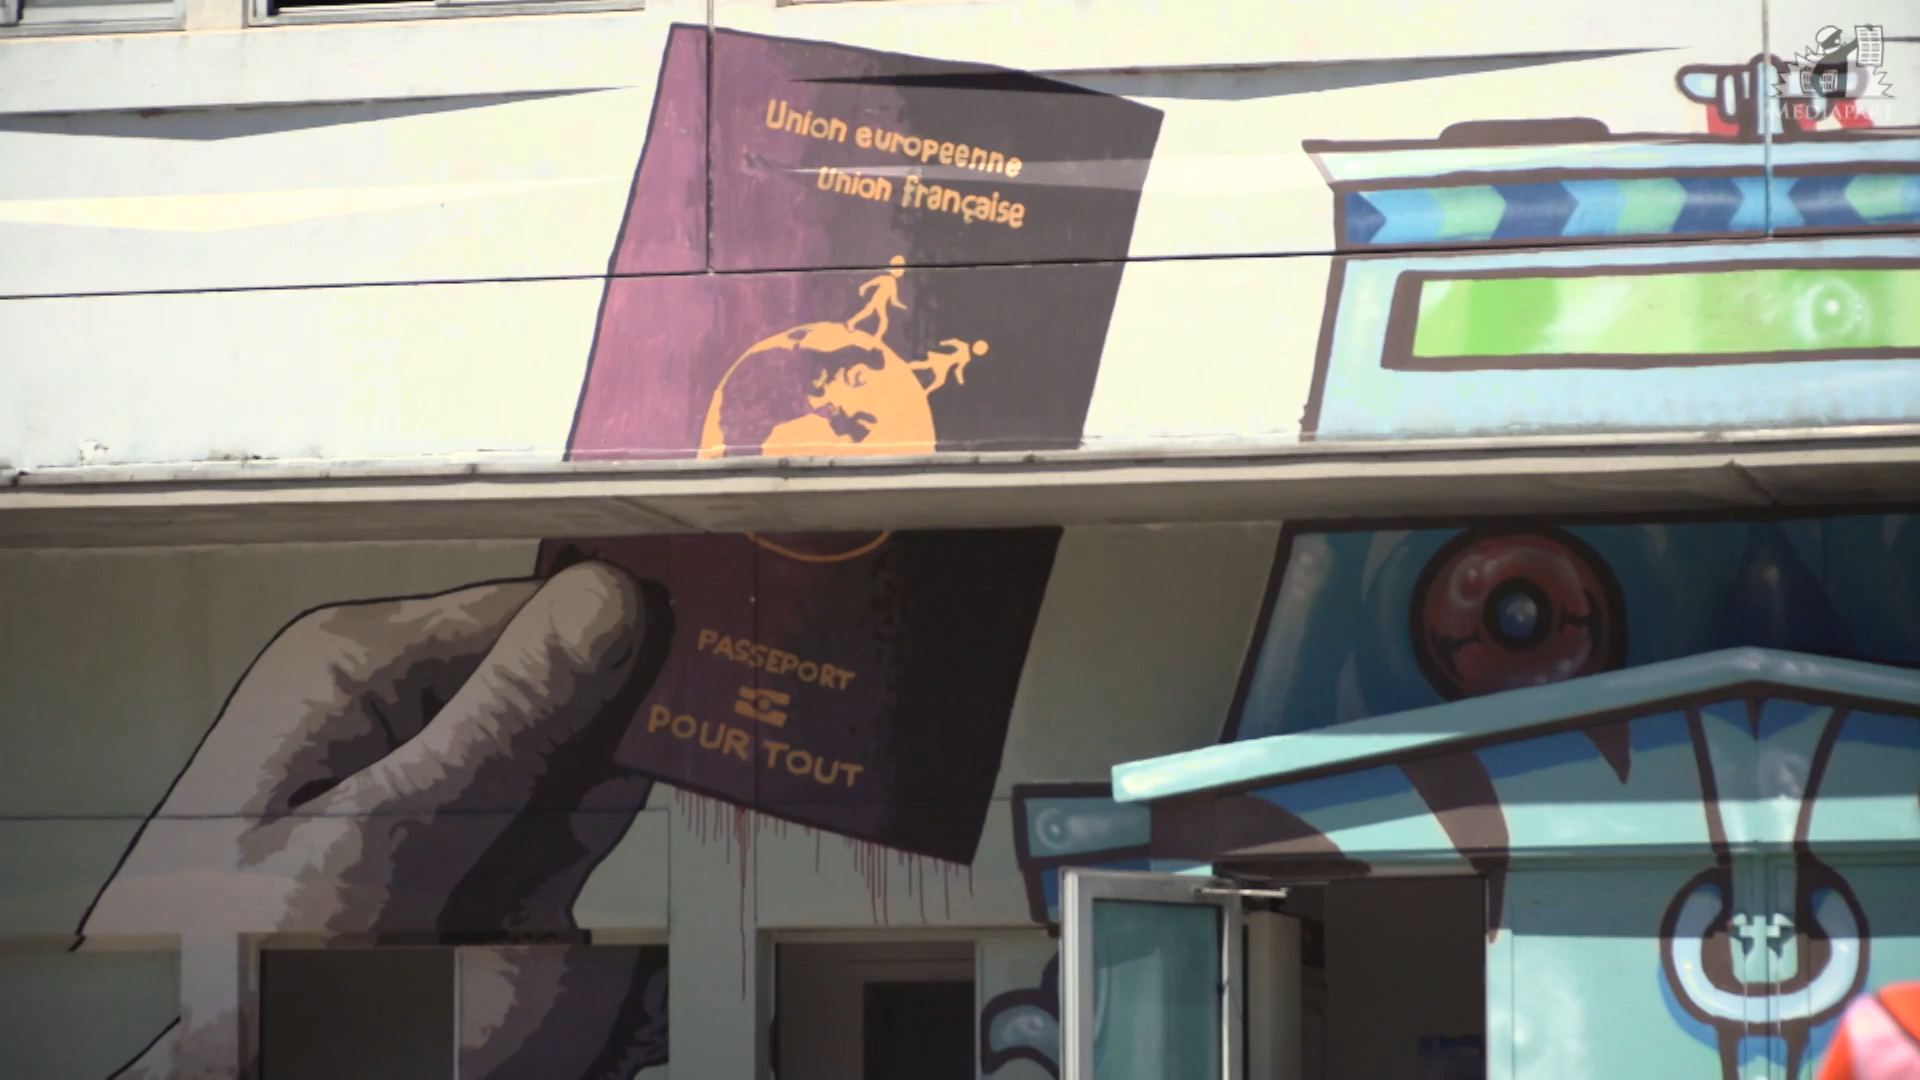 Union europeenne
Union française
PASSEPORT
POUR TOUT
MEDIAPART